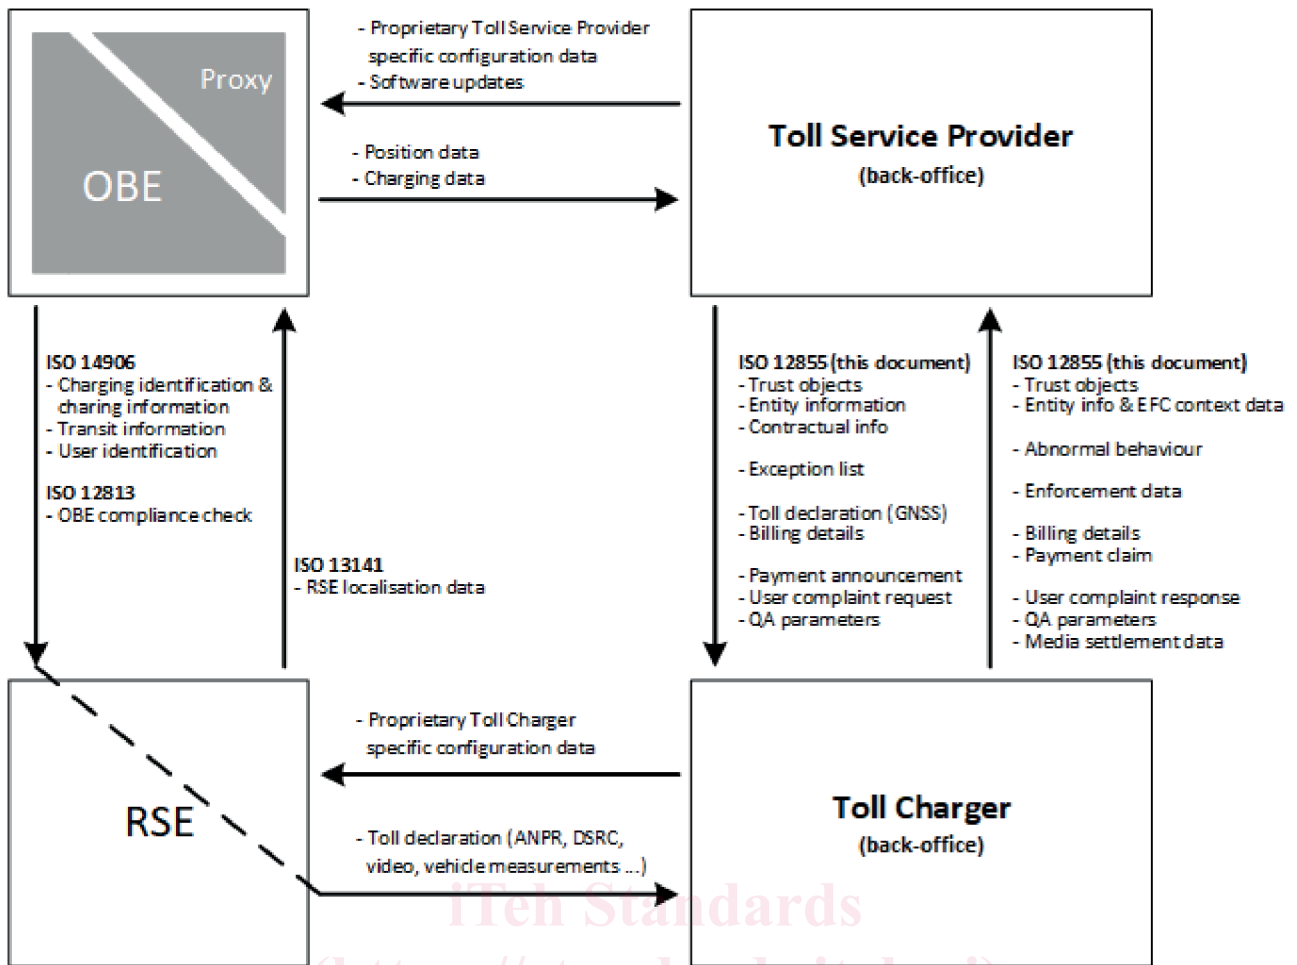 - Proprietary Toll Service Provider
specific configuration data
- Software updates
Proxy
OBE
Toll Service Provider
(back-office)
- Position data
- Charging data
ISO 14906
- Charging identification &
charing information
- Transit information
- User identification
ISO 12813
- OBE compliance check
ISO 13141
- RSE localisation data
ISO 12855 (this document)
- Trust objects
- Entity information
- Contractual info
- Exception list
- Toll declaration (GNSS)
- Billing details
- Payment announcement
- User complaint request
- QA parameters
ISO 12855 (this document)
- Trust objects
- Entity info & EFC context data
- Abnormal behaviour
- Enforcement data
- Billing details
- Payment claim
- User complaint response
- QA parameters
- Media settlement data
- Proprietary Toll Charger
specific configuration data
RSE
Toll Charger
(back-office)
- Toll declaration (ANPR, DSRC,
video, vehicle measurements ...)
iTeh Standards